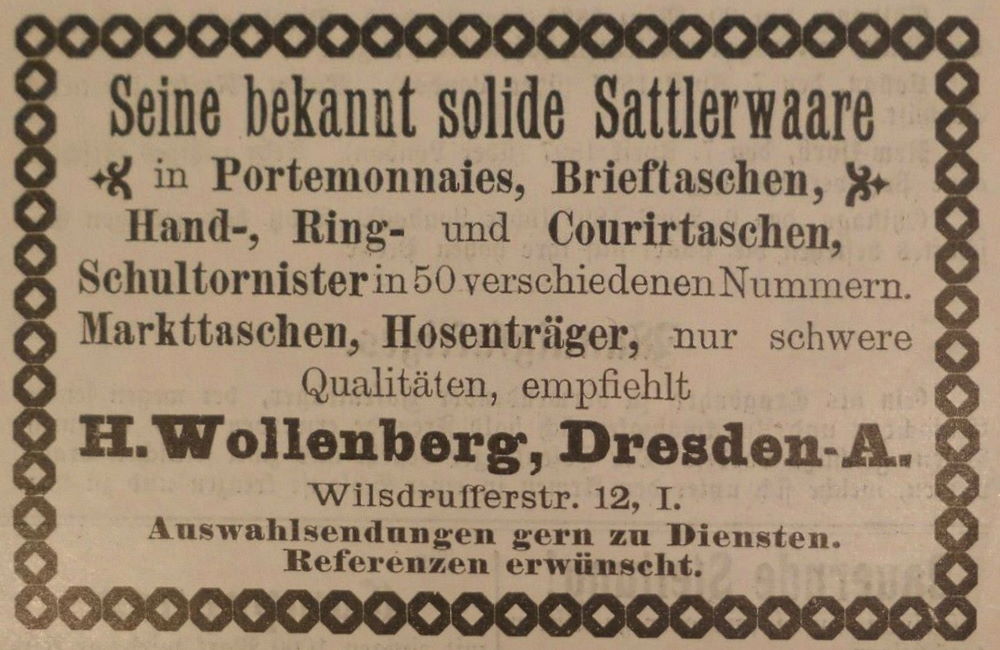 Seine bekannt solide Sattlerwaare
in Portemonnaies, Brieftaschen,
Hand-, Ring- und Courirtaschen,
Schultornister in 50 verschiedenen Nummern.
Markttaschen, Hosenträger, nur schwere
Qualitäten, empfiehlt
H. Wollenberg, Dresden-A.
Wilsdrufferstr. 12, I.
Auswahlsendungen gern zu Diensten.
Referenzen erwünscht.